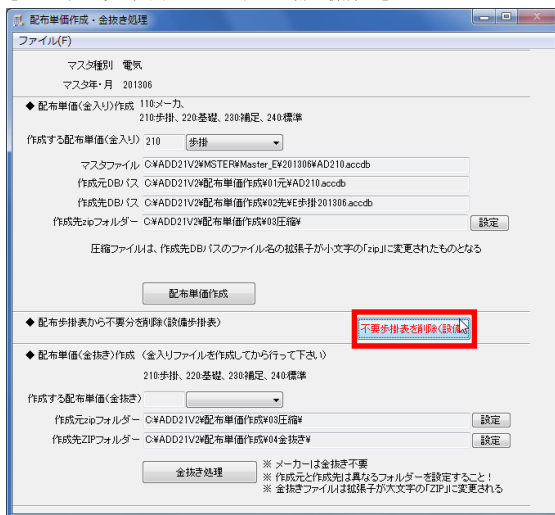 配布単価作成・金抜き処理
ファイル(F)
マスタ種別 電気
マスタ年・月 201306
◆ 配布単価(金入り)作成 110:メーカ、
210:歩掛、220:基礎、230:補足、240:標準
作成する配布単価(金入り) 210 歩掛
マスタファイル C:¥ADD21V2¥MSTER¥Master_E¥201306¥AD210.accdb
作成元DBパス C:¥ADD21V2¥配布単価作成¥01元¥AD210.accdb
作成先DBパス C:¥ADD21V2¥配布単価作成¥02先¥E歩掛201306.accdb
作成先zipフォルダー C:¥ADD21V2¥配布単価作成¥03圧縮¥ 設定
圧縮ファイルは、作成先DBパスのファイル名の拡張子が小文字の「zip」に変更されたものとなる
配布単価作成
◆ 配布歩掛表から不要分を削除(設備歩掛表) 不要歩掛表を削除(設備
◆ 配布単価(金抜き)作成 (金入りファイルを作成してから行って下さい)
210:歩掛、220:基礎、230:補足、240:標準
作成する配布単価(金抜き)
作成元zipフォルダー C:¥ADD21V2¥配布単価作成¥03圧縮¥ 設定
作成先ZIPフォルダー C:¥ADD21V2¥配布単価作成¥04金抜き¥ 設定
金抜き処理 ※ メーカーは金抜き不要
※ 作成元と作成先は異なるフォルダーを設定すること!
※ 金抜きファイルは拡張子が大文字の「ZIP」に変更される